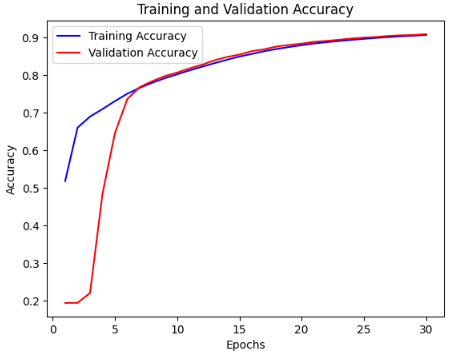 Training and Validation Accuracy
Training Accuracy
Validation Accuracy
0.9
0.8
0.7
0.6
0.5
0.4
0.3
0.2
Accuracy
0 5 10 15 20 25 30
Epochs